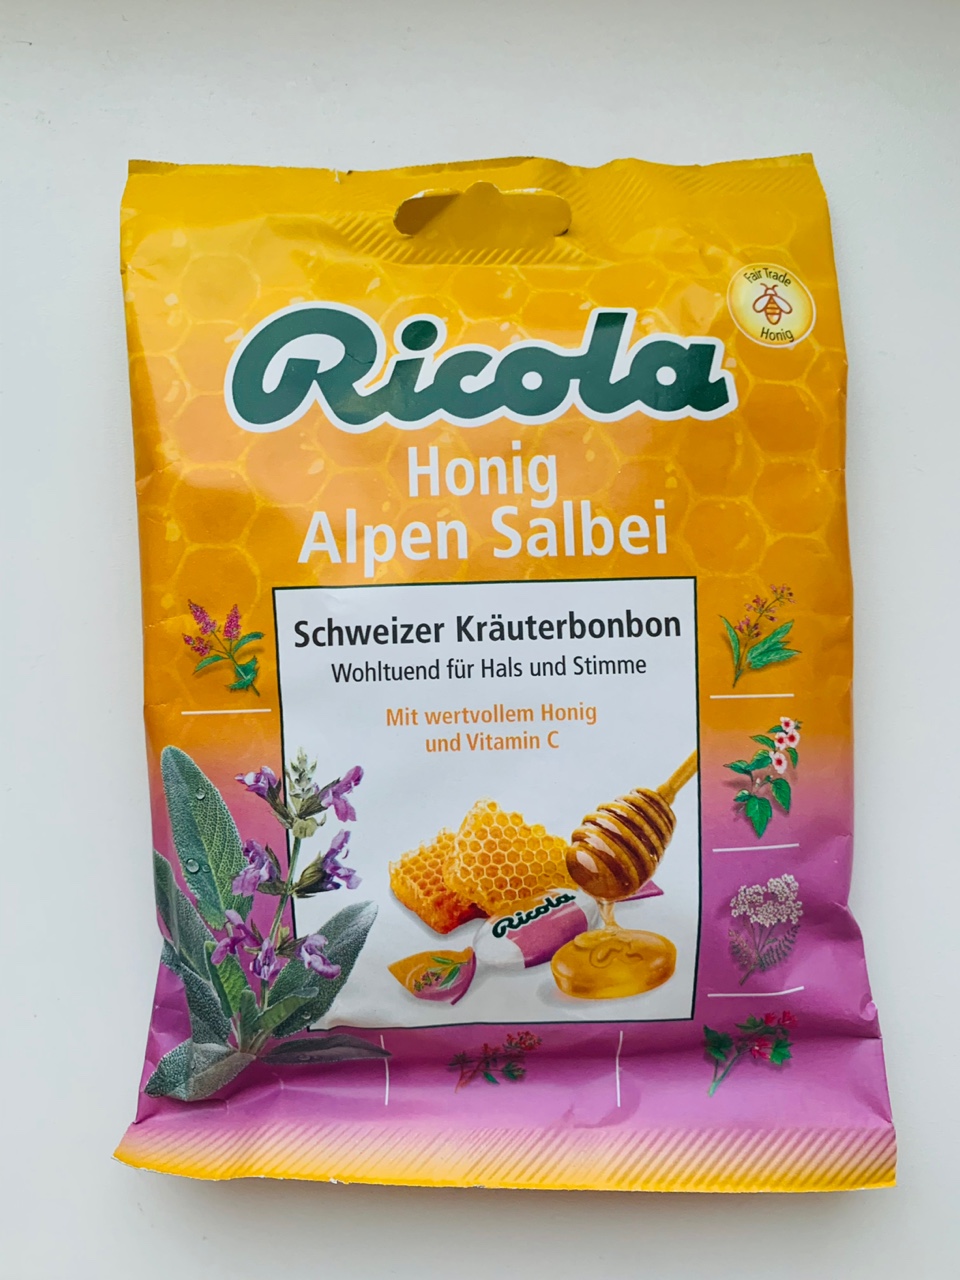 Fair Trade
Honig
Ricola
Honig
Alpen Salbei
Schweizer Kräuterbonbon
Wohltuend für Hals und Stimme
Mit wertvollem Honig
und Vitamin C
Ricola